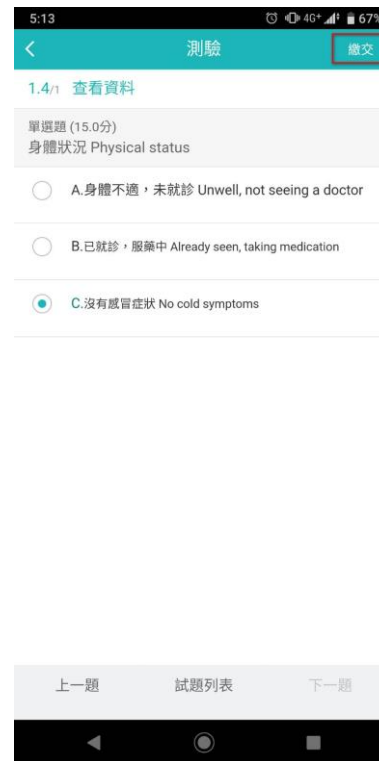 5:13 4G+ 67%
測驗 繳交
1.4/1 查看資料
單選題 (15.0分)
身體狀況 Physical status
A.身體不適，未就診 Unwell, not seeing a doctor
B.已就診，服藥中 Already seen, taking medication
C.沒有感冒症狀 No cold symptoms
上一題 試題列表 下一題